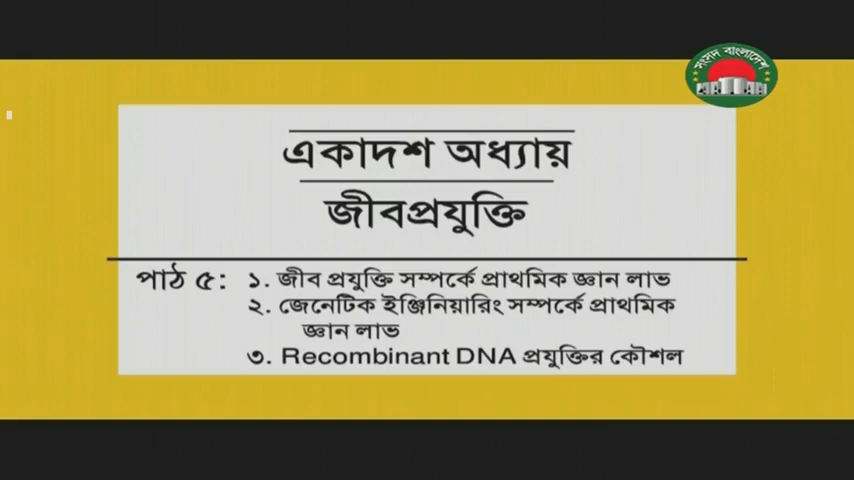 সংসদ বাংলাদেশ
একাদশ অধ্যায়
জীবপ্রযুক্তি
পাঠ ৫: ১. জীব প্রযুক্তি সম্পর্কে প্রাথমিক জ্ঞান লাভ
২. জেনেটিক ইঞ্জিনিয়ারিং সম্পর্কে প্রাথমিক
জ্ঞান লাভ
৩. Recombinant DNA প্রযুক্তির কৌশল